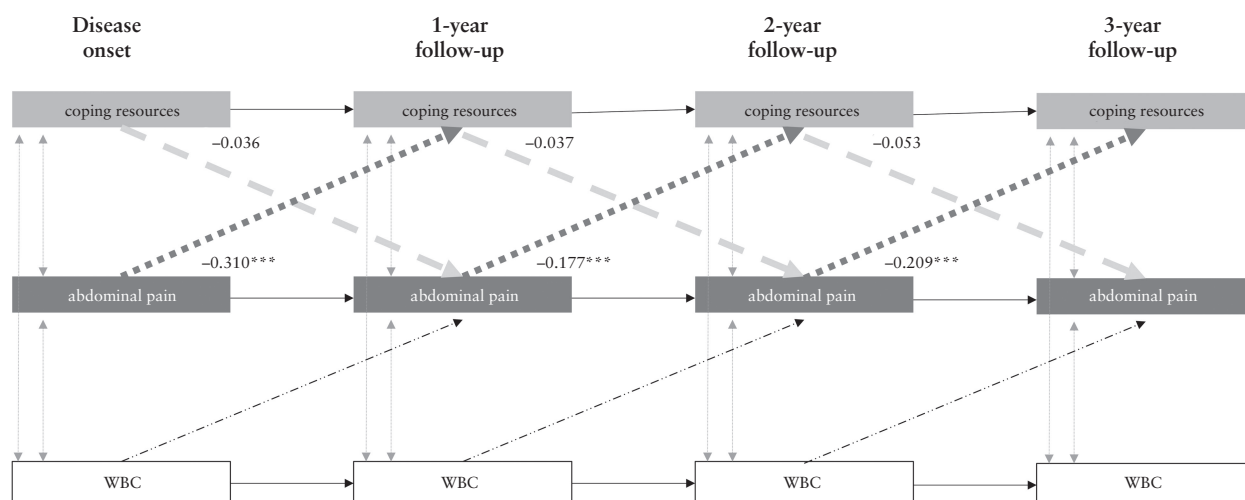 Disease
onset
1-year
follow-up
2-year
follow-up
3-year
follow-up
coping resources
coping resources
coping resources
coping resources
–0.036
–0.037
–0.053
–0.310***
–0.177***
–0.209***
abdominal pain
abdominal pain
abdominal pain
abdominal pain
WBC
WBC
WBC
WBC